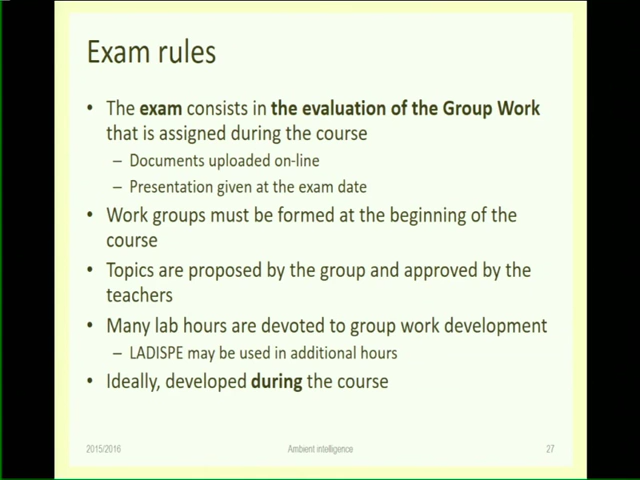 Exam rules
• The exam consists in the evaluation of the Group Work
that is assigned during the course
– Documents uploaded on-line
– Presentation given at the exam date
• Work groups must be formed at the beginning of the
course
• Topics are proposed by the group and approved by the
teachers
• Many lab hours are devoted to group work development
– LADISPE may be used in additional hours
• Ideally, developed during the course
2015/2016 Ambient intelligence 27